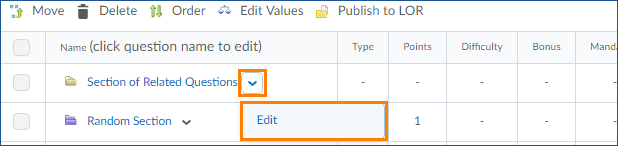 Move Delete Order Edit Values Publish to LOR
Name (click question name to edit) Type Points Difficulty Bonus Manda
Section of Related Questions - - - - -
Edit
Random Section 1 - - -